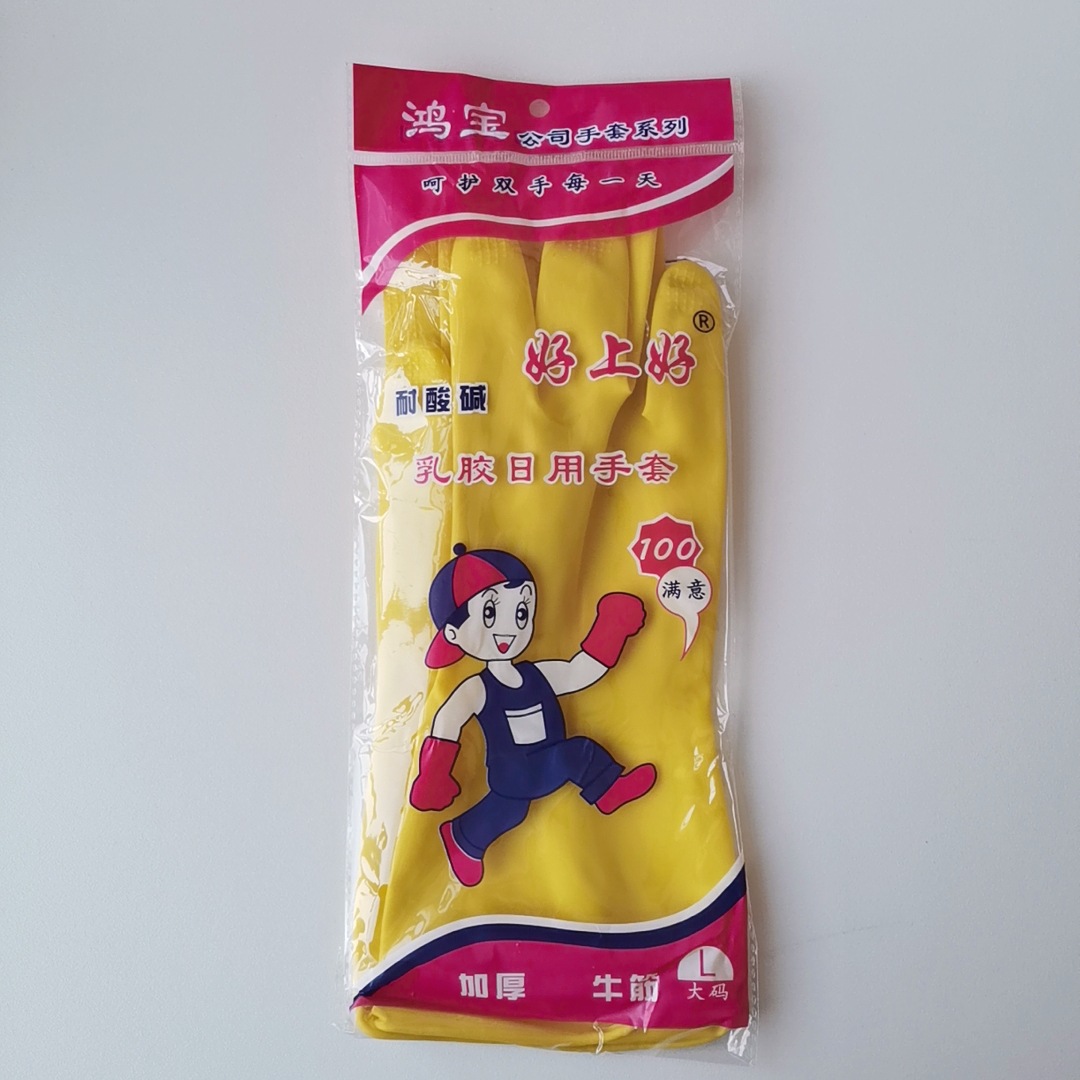 鸿宝公司手套系列
呵护双手每一天
好上好®
耐酸碱
乳胶日用手套
100
满意
加厚 牛筋 L
大码